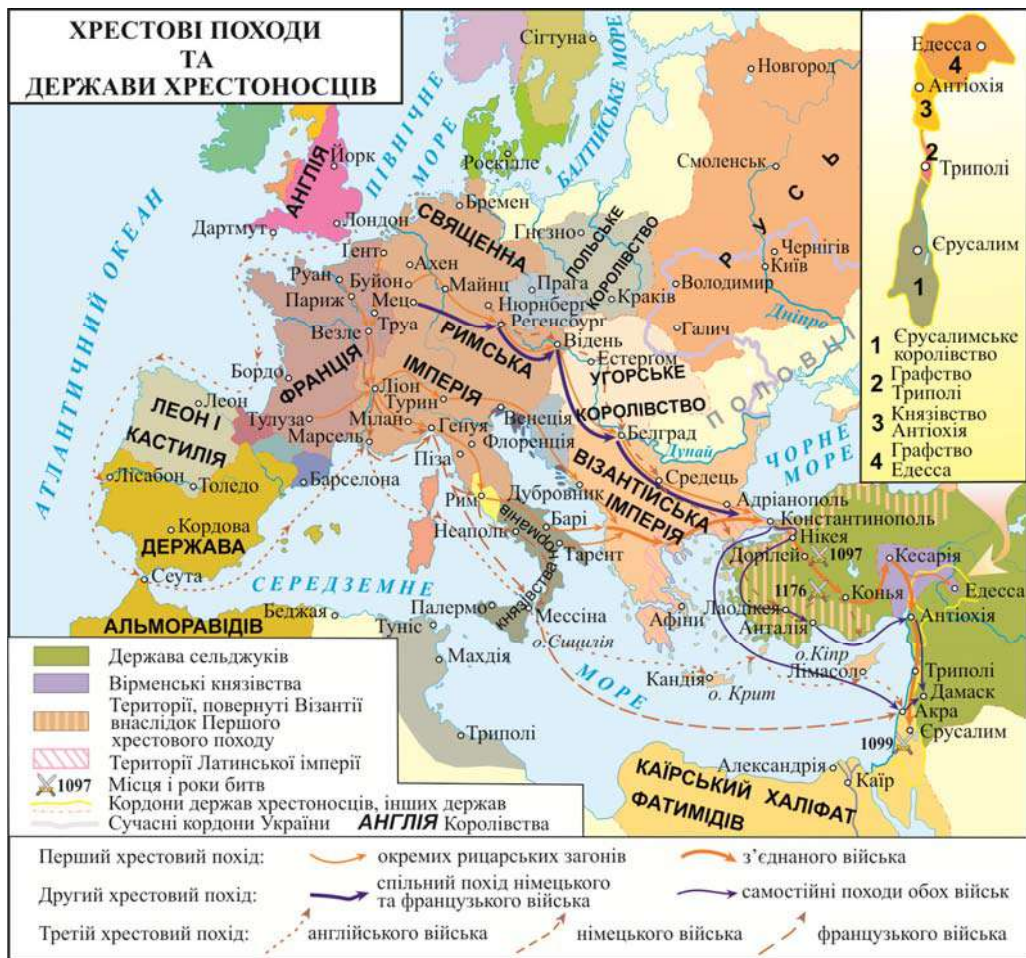 ХРЕСТОВІ ПОХОДИ
ТА
ДЕРЖАВИ ХРЕСТОНОСЦІВ
АТЛАНТИЧНИЙ ОКЕАН
ПІВНІЧНЕ
МОРЕ
БАЛТІЙСЬКЕ МОРЕ
Сігтуна
Новгород
Роскілле
Смоленськ
РУСЬ
АНГЛІЯ
Йорк
Лондон
Дартмут
Бремен
СВЯЩЕННА
Гнєзно
ПОЛЬСЬКЕ
КОРОЛІВСТВО
Чернігів
Київ
Володимир
Гент
Ахен
Руан
Буйон
Майнц
Прага
Париж
Мец
Нюрнберг
Краків
Регенсбург
Галич
Дніпро
Труа
Везле
РИМСЬКА
Відень
Естергом
ФРАНЦІЯ
УГОРСЬКЕ
ПОЛОВЦІ
Бордо
Ліон
ІМПЕРІЯ
КОРОЛІВСТВО
Леон
Турин
Венеція
ЛЕОН І
КАСТИЛІЯ
Тулуза
Мілан
Генуя
Белград
Марсель
Флоренція
Дунай
ЧОРНЕ
МОРЕ
Піза
ВІЗАНТІЙСЬКА
ІМПЕРІЯ
Средець
Лісабон
Толедо
Барселона
Рим
Дубровник
Адріанополь
Константинополь
Кордова
ДЕРЖАВА
Неаполь
Барі
Тарент
Нікея
Дорілей
1097
Кесарія
Сеута
СЕРЕДЗЕМНЕ
КНЯЗІВСТВА НОРМАНІВ
1176
Конья
Едесса
Беджая
Палермо
Мессіна
Афіни
Лаодікея
Анталія
Антіохія
АЛЬМОРАВІДІВ
Туніс
о.Сицилія
Махдія
МОРЕ
Кандія
о. Крит
о.Кіпр
Лімасол
Триполі
Дамаск
Акра
Єрусалим
1099
Триполі
Александрія
Каїр
КАЇРСЬКИЙ ХАЛІФАТ
ФАТИМІДІВ
Едесса
4
Антіохія
3
2
Триполі
Єрусалим
1
1 Єрусалимське
королівство
2 Графство
Триполі
3 Князівство
Антіохія
4 Графство
Едесса
Держава сельджуків
Вірменські князівства
Території, повернуті Візантії
внаслідок Першого
хрестового походу
Території Латинської імперії
1097 Місця і роки битв
Кордони держав хрестоносців, інших держав
Сучасні кордони України АНГЛІЯ Королівства
Перший хрестовий похід: окремих рицарських загонів з’єднаного війська
Другий хрестовий похід: спільний похід німецького
та французького війська самостійні походи обох військ
Третій хрестовий похід: англійського війська німецького війська французького війська